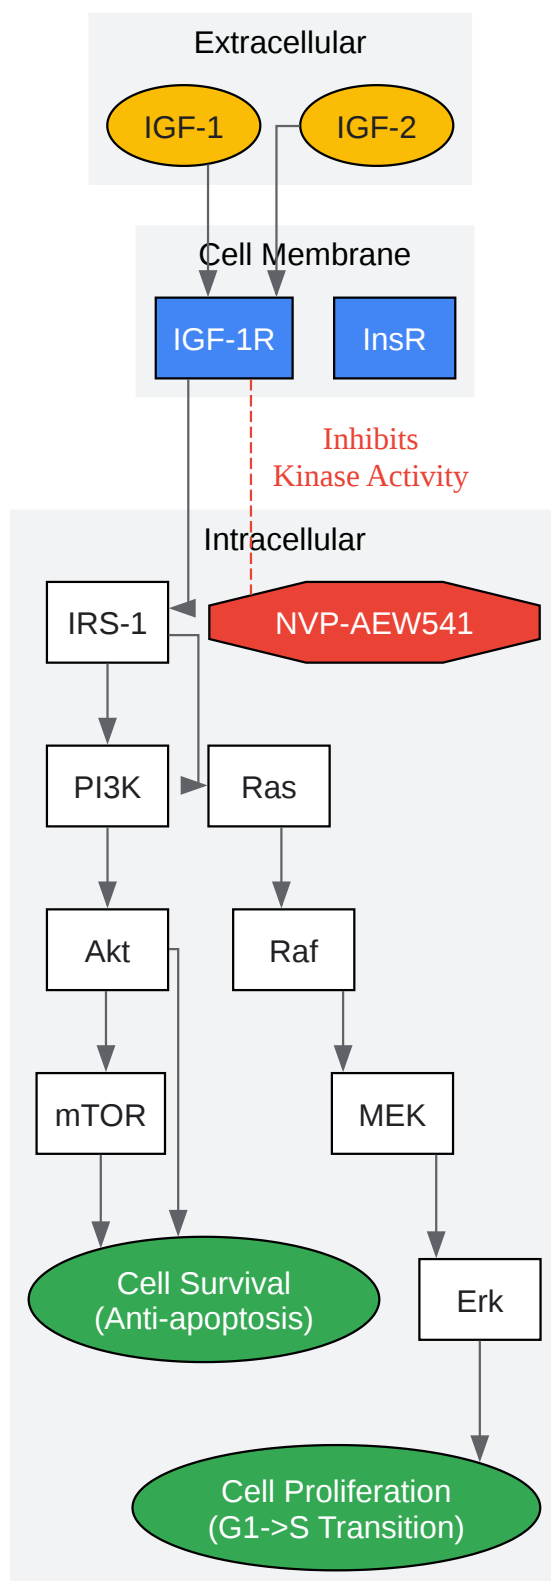 Extracellular
IGF-1
IGF-2
Cell Membrane
IGF-1R
InsR
Inhibits
Kinase Activity
Intracellular
IRS-1
NVP-AEW541
PI3K
Ras
Akt
Raf
mTOR
MEK
Cell Survival
(Anti-apoptosis)
Erk
Cell Proliferation
(G1->S Transition)